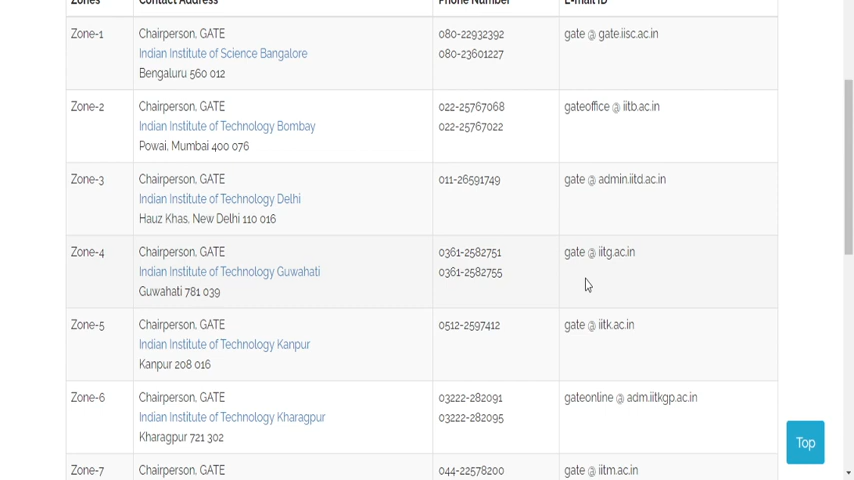 Zones Contact Address Phone Number E-mail ID
Zone-1 Chairperson, GATE 080-22932392 gate @ gate.iisc.ac.in
Indian Institute of Science Bangalore 080-23601227
Bengaluru 560 012
Zone-2 Chairperson, GATE 022-25767068 gateoffice @ iitb.ac.in
Indian Institute of Technology Bombay 022-25767022
Powai, Mumbai 400 076
Zone-3 Chairperson, GATE 011-26591749 gate @ admin.iitd.ac.in
Indian Institute of Technology Delhi
Hauz Khas, New Delhi 110 016
Zone-4 Chairperson, GATE 0361-2582751 gate @ iitg.ac.in
Indian Institute of Technology Guwahati 0361-2582755
Guwahati 781 039
Zone-5 Chairperson, GATE 0512-2597412 gate @ iitk.ac.in
Indian Institute of Technology Kanpur
Kanpur 208 016
Zone-6 Chairperson, GATE 03222-282091 gateonline @ adm.iitkgp.ac.in
Indian Institute of Technology Kharagpur 03222-282095
Kharagpur 721 302
Top
Zone-7 Chairperson, GATE 044-22578200 gate @ iitm.ac.in